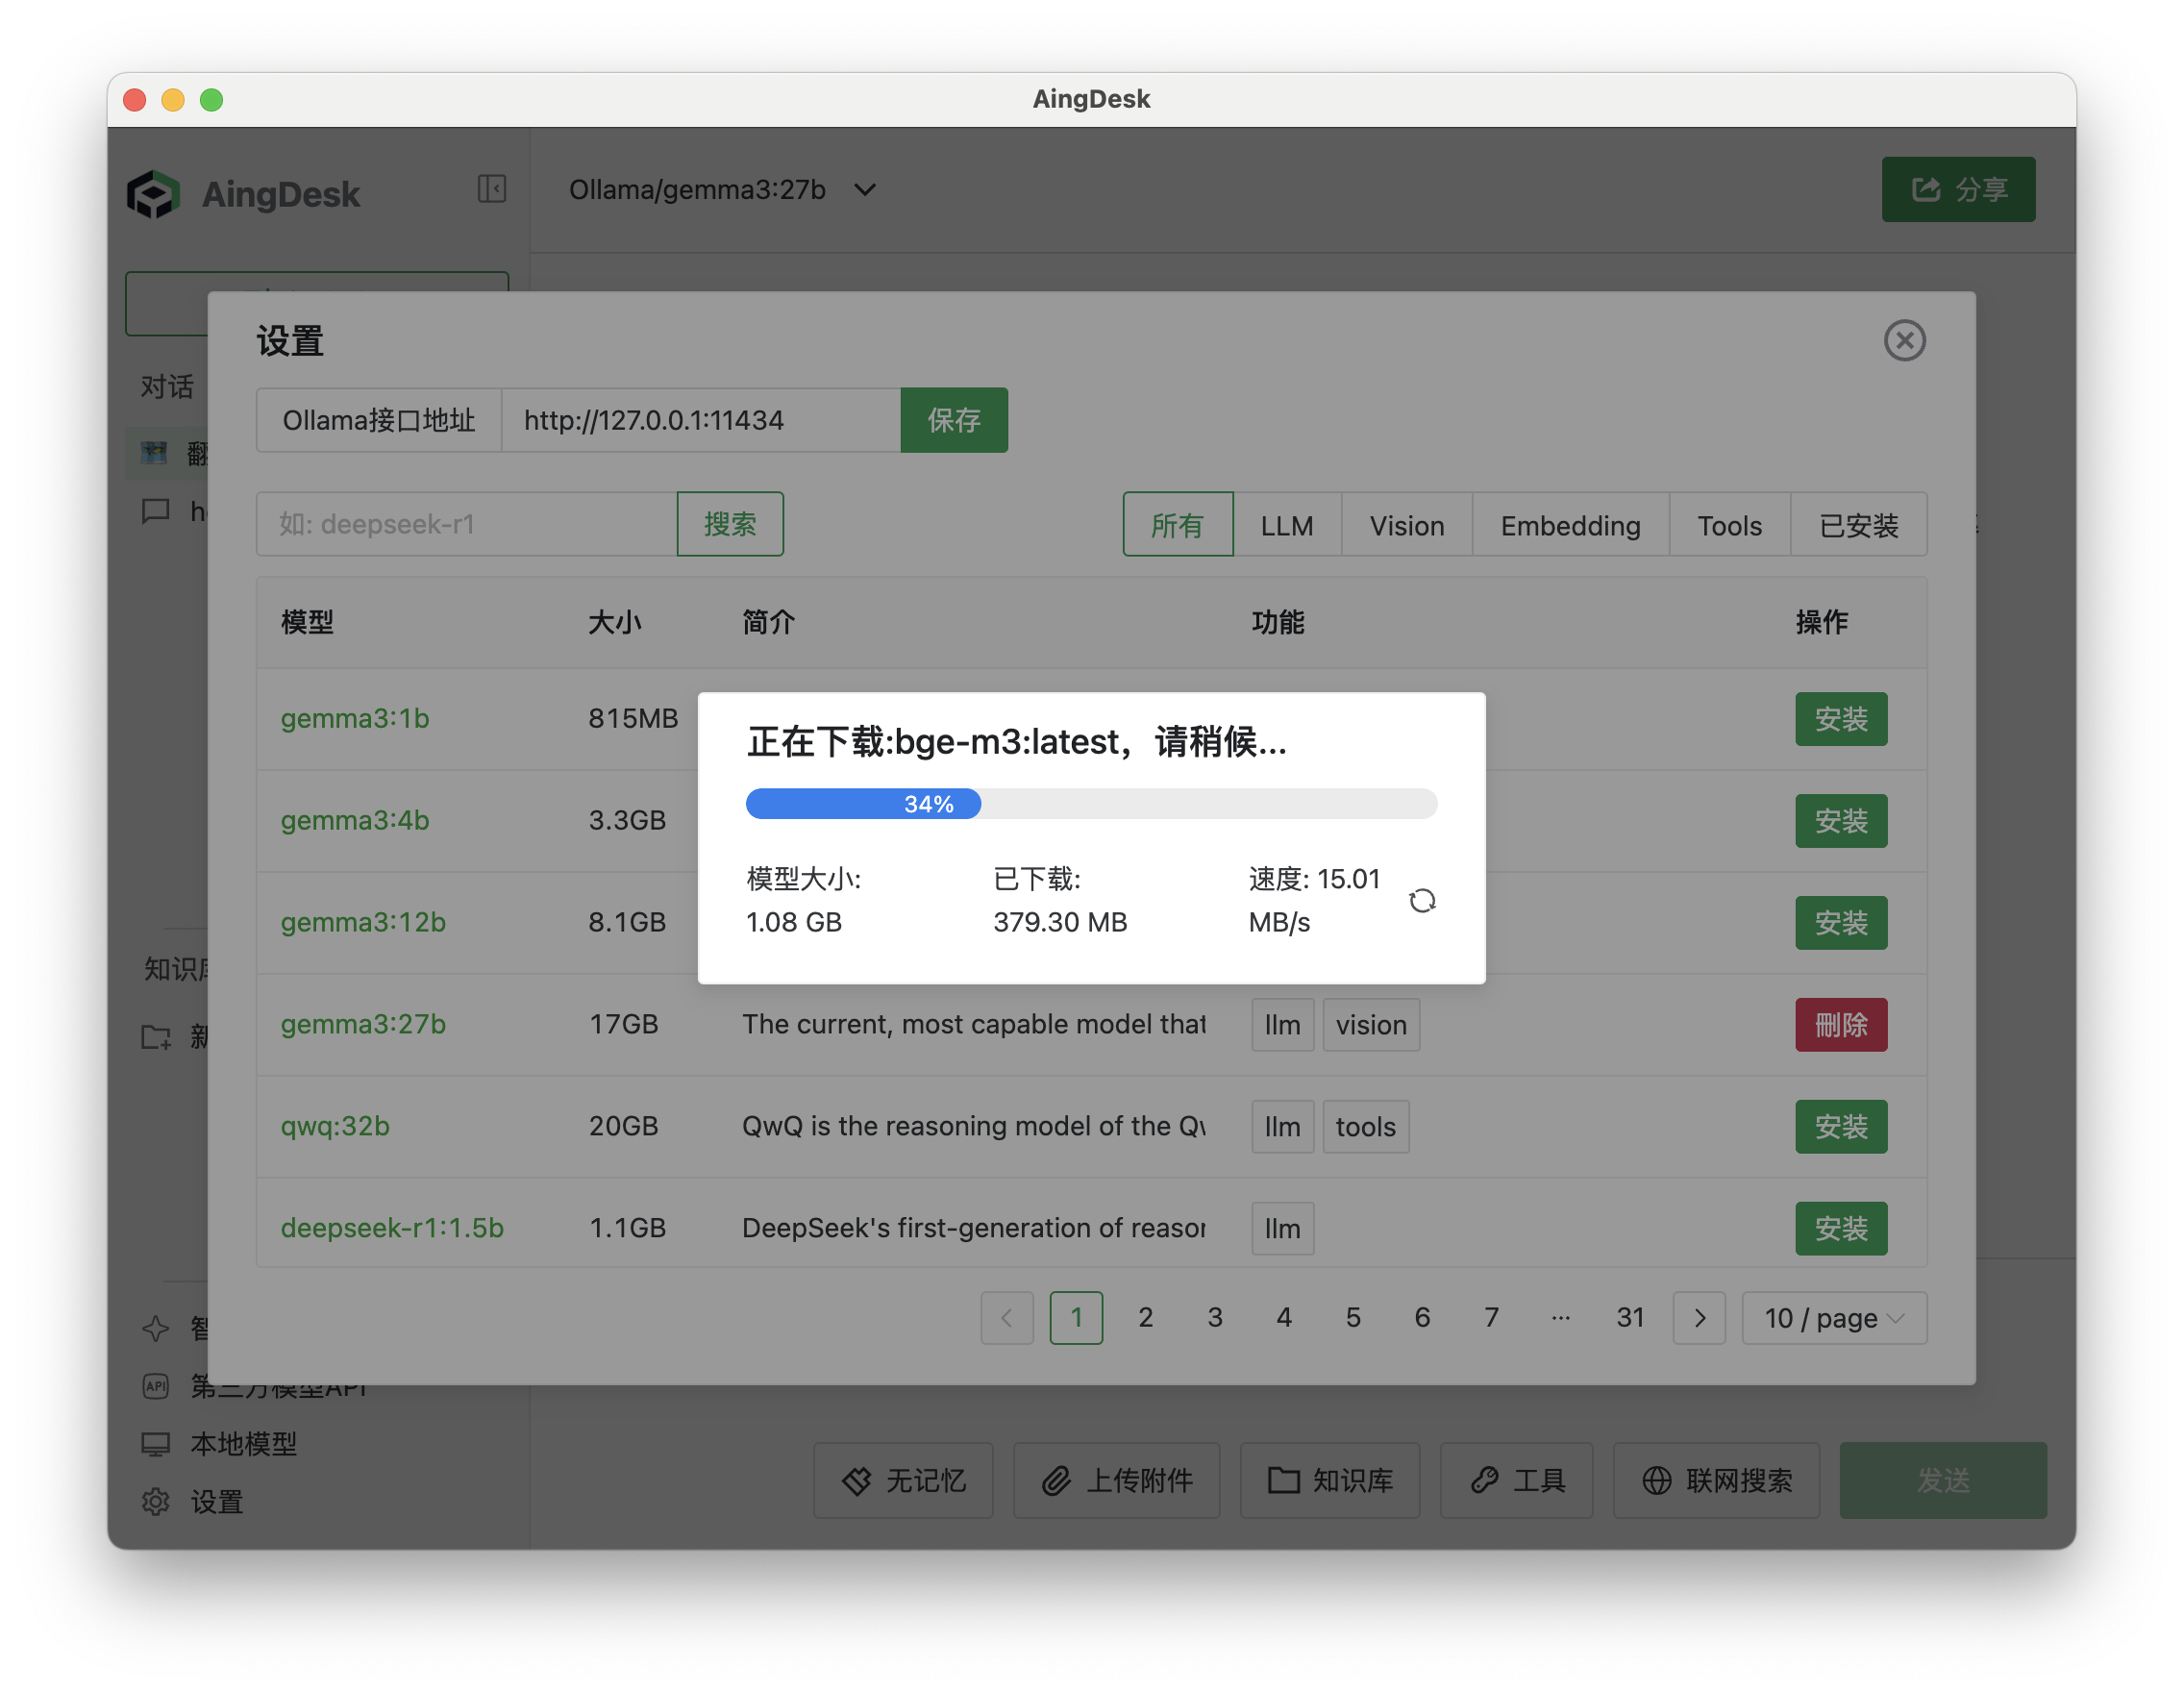 AingDesk
AingDesk
Ollama/gemma3:27b
分享
设置
对话
Ollama接口地址
http://127.0.0.1:11434
保存
翻
如: deepseek-r1
搜索
所有
LLM
Vision
Embedding
Tools
已安装
模型
大小
简介
功能
操作
gemma3:1b
815MB
安装
正在下载:bge-m3:latest，请稍候...
34%
模型大小:
1.08 GB
已下载:
379.30 MB
速度: 15.01
MB/s
gemma3:4b
3.3GB
安装
gemma3:12b
8.1GB
安装
知识库
gemma3:27b
17GB
The current, most capable model that
llm
vision
删除
新
qwq:32b
20GB
QwQ is the reasoning model of the
llm
tools
安装
deepseek-r1:1.5b
1.1GB
DeepSeek's first-generation of
llm
安装
1
2
3
4
5
6
7
...
31
10 / page
智
API
第三方模型API
本地模型
设置
无记忆
上传附件
知识库
工具
联网搜索
发送